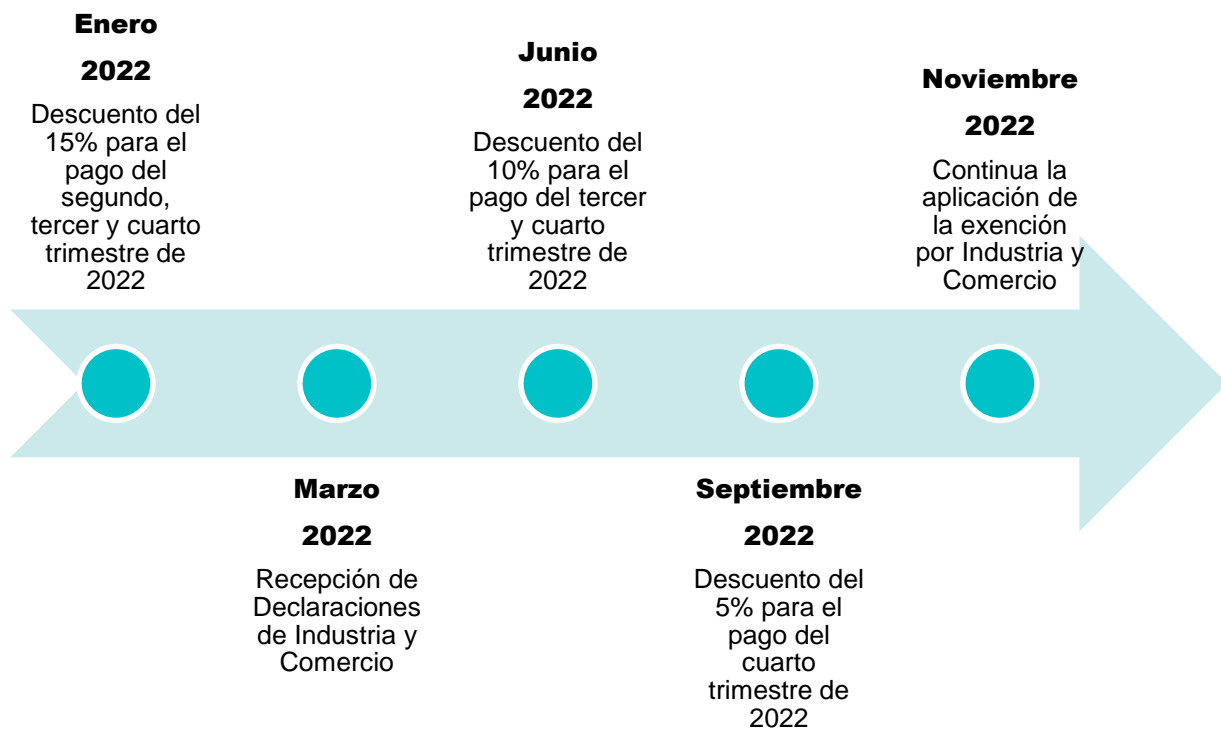 Enero
2022
Descuento del
15% para el
pago del
segundo,
tercer y cuarto
trimestre de
2022
Marzo
2022
Recepción de
Declaraciones
de Industria y
Comercio
Junio
2022
Descuento del
10% para el
pago del tercer
y cuarto
trimestre de
2022
Septiembre
2022
Descuento del
5% para el
pago del
cuarto
trimestre de
2022
Noviembre
2022
Continua la
aplicación de
la exención
por Industria y
Comercio